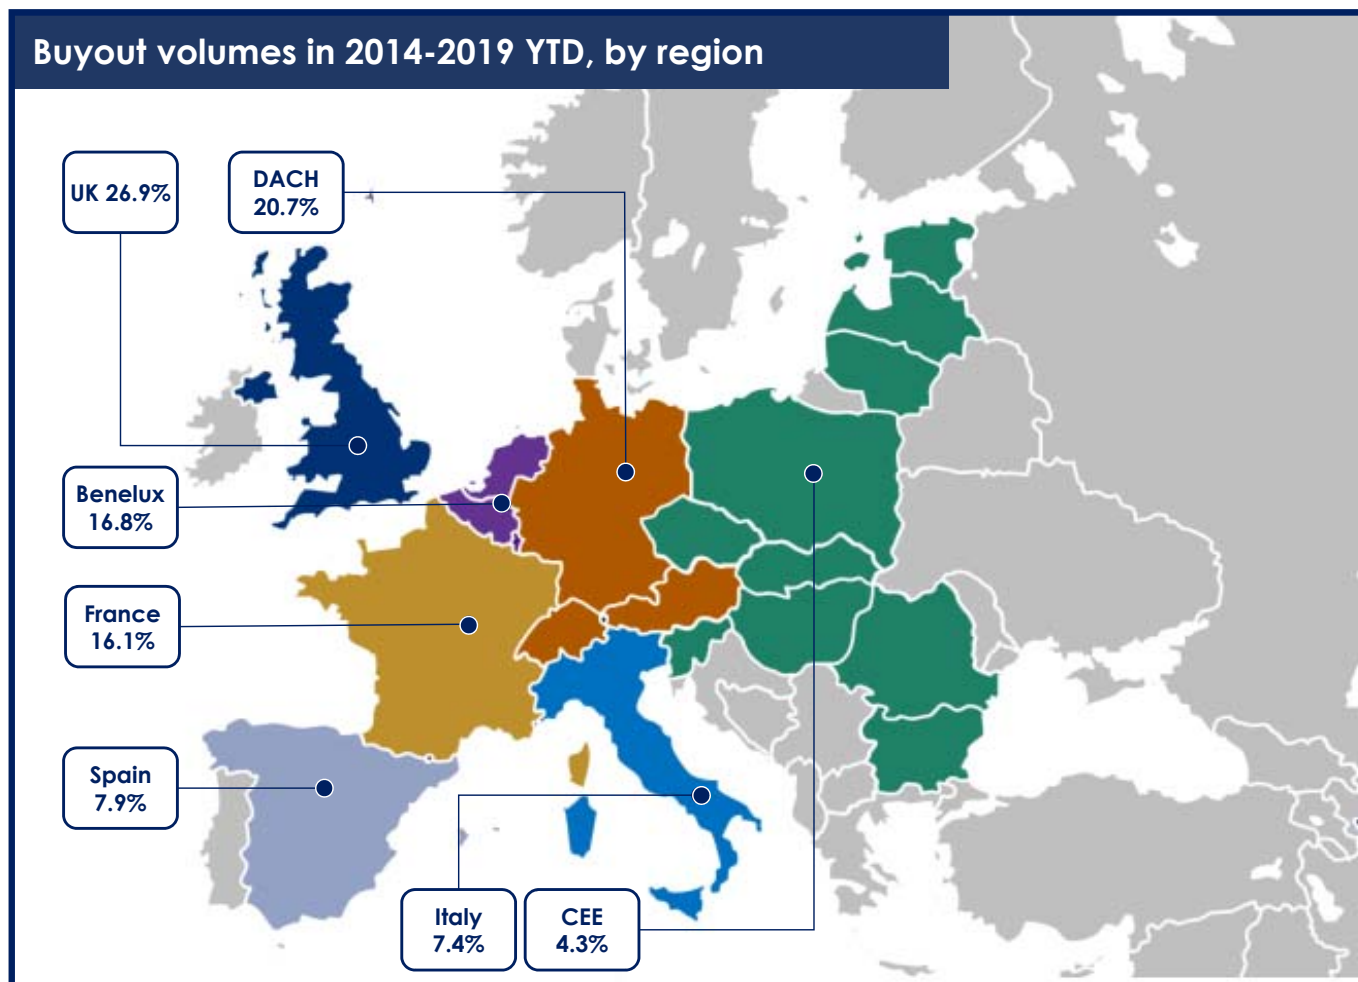 Buyout volumes in 2014-2019 YTD, by region
UK 26.9%
DACH
20.7%
Benelux
16.8%
France
16.1%
Spain
7.9%
Italy
7.4%
CEE
4.3%